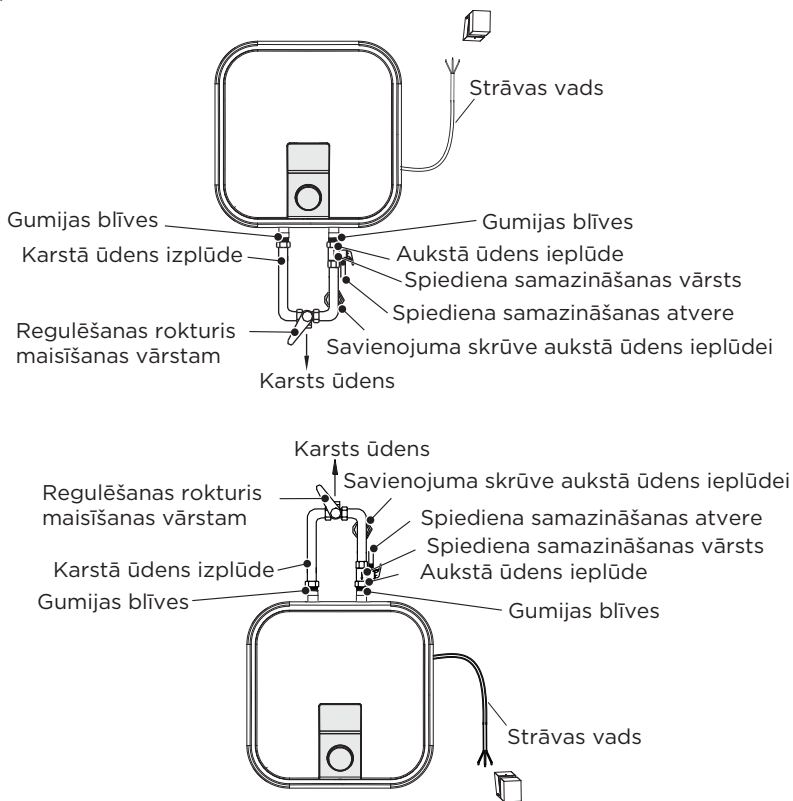 Strāvas vads
Gumijas blīves
Gumijas blīves
Karstā ūdens izplūde
Aukstā ūdens ieplūde
Spiediena samazināšanas vārsts
Spiediena samazināšanas atvere
Regulēšanas rokturis
maisīšanas vārstam
Savienojuma skrūve aukstā ūdens ieplūdei
Karsts ūdens
Karsts ūdens
Savienojuma skrūve aukstā ūdens ieplūdei
Regulēšanas rokturis
maisīšanas vārstam
Spiediena samazināšanas atvere
Spiediena samazināšanas vārsts
Karstā ūdens izplūde
Aukstā ūdens ieplūde
Gumijas blīves
Gumijas blīves
Strāvas vads